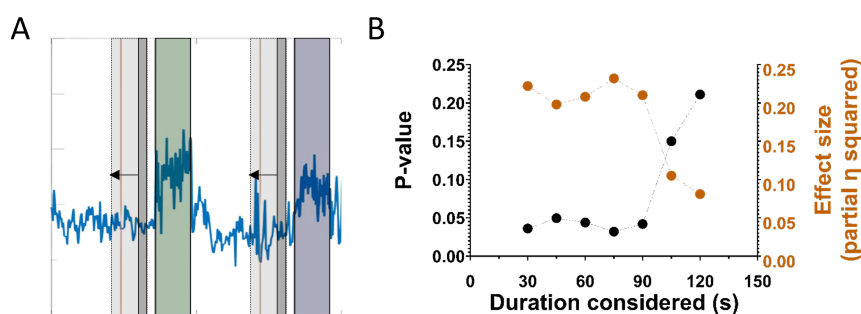 A
B
0.25
0.20
0.15
0.10
0.05
0.00
P-value
0 30 60 90 120 150
Duration considered (s)
0.25
0.20
0.15
0.10
0.05
0.00
Effect size
(partial η squarred)